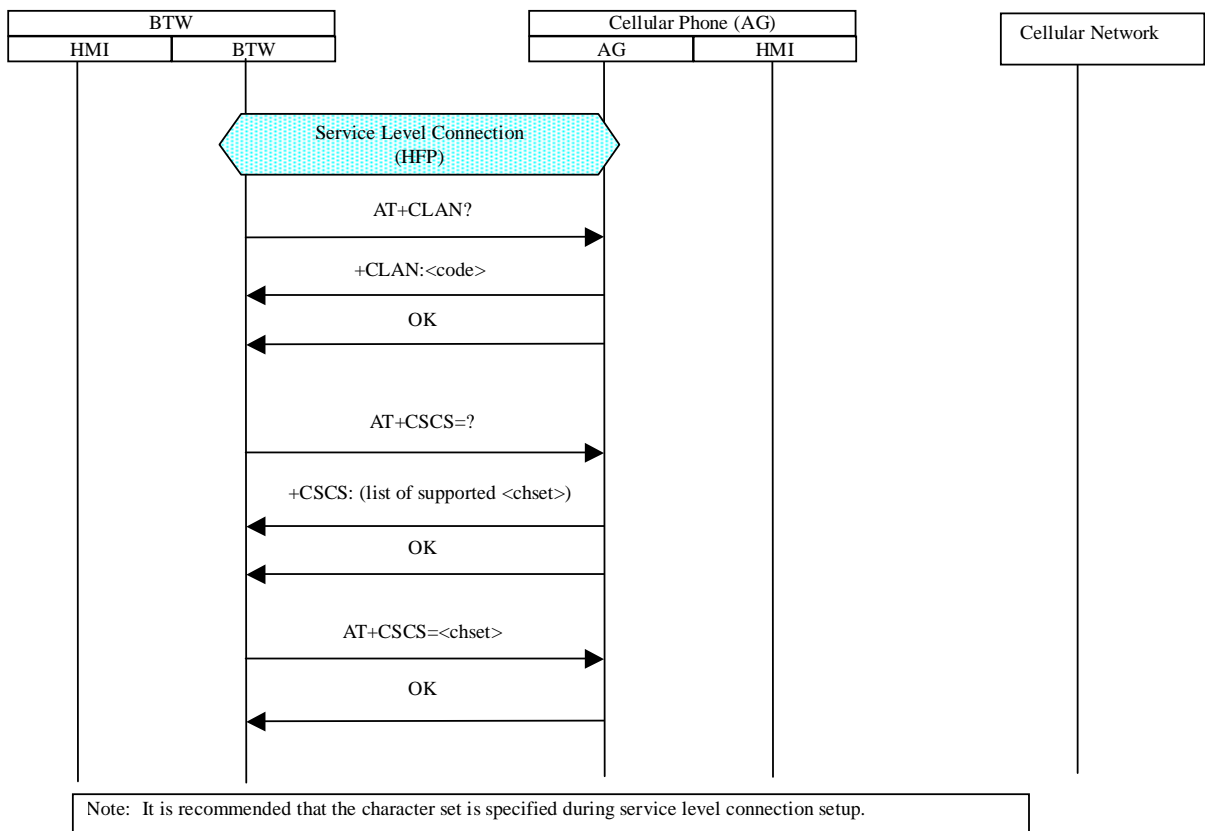 BTW
Cellular Phone (AG)
Cellular Network
HMI
BTW
AG
HMI
Service Level Connection
(HFP)
AT+CLAN?
+CLAN:<code>
OK
AT+CSCS=?
+CSCS: (list of supported <chset>)
OK
AT+CSCS=<chset>
OK
Note: It is recommended that the character set is specified during service level connection setup.